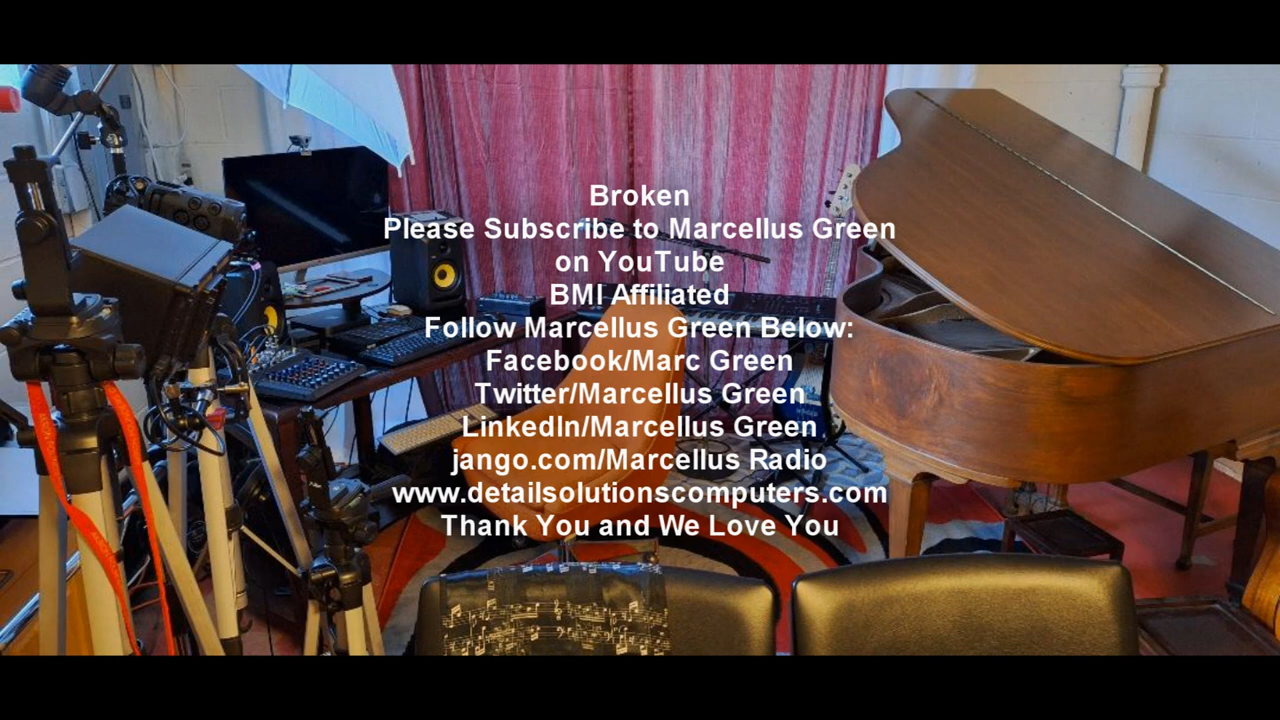 Broken
Please Subscribe to Marcellus Green
on YouTube
BMI Affiliated
Follow Marcellus Green Below:
Facebook/Marc Green
Twitter/Marcellus Green
LinkedIn/Marcellus Green
jango.com/Marcellus Radio
www.detailsolutionscomputers.com
Thank You and We Love You